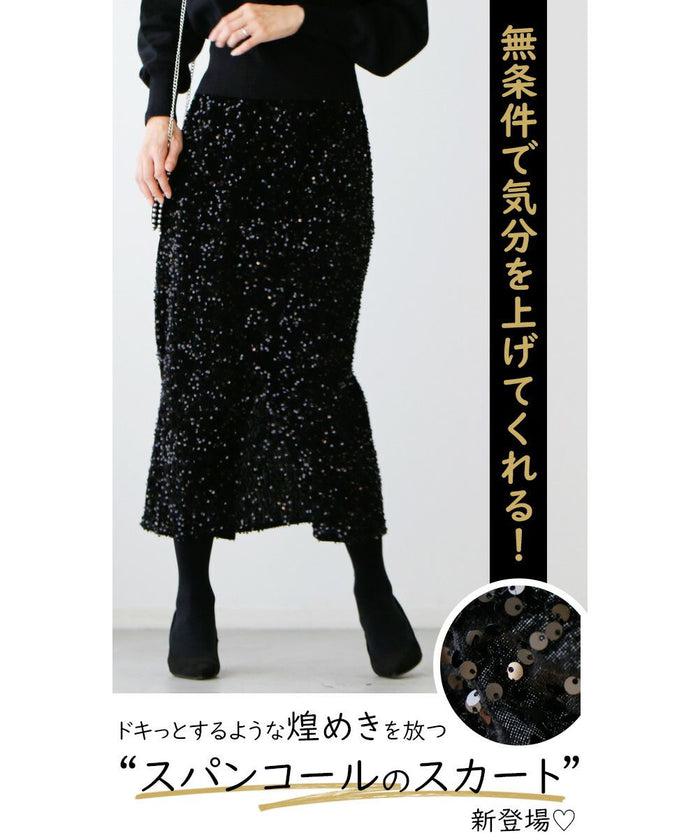 無条件で気分を上げてくれる！
ドキっとするような煌めきを放つ
“スパンコールのスカート”
新登場♡